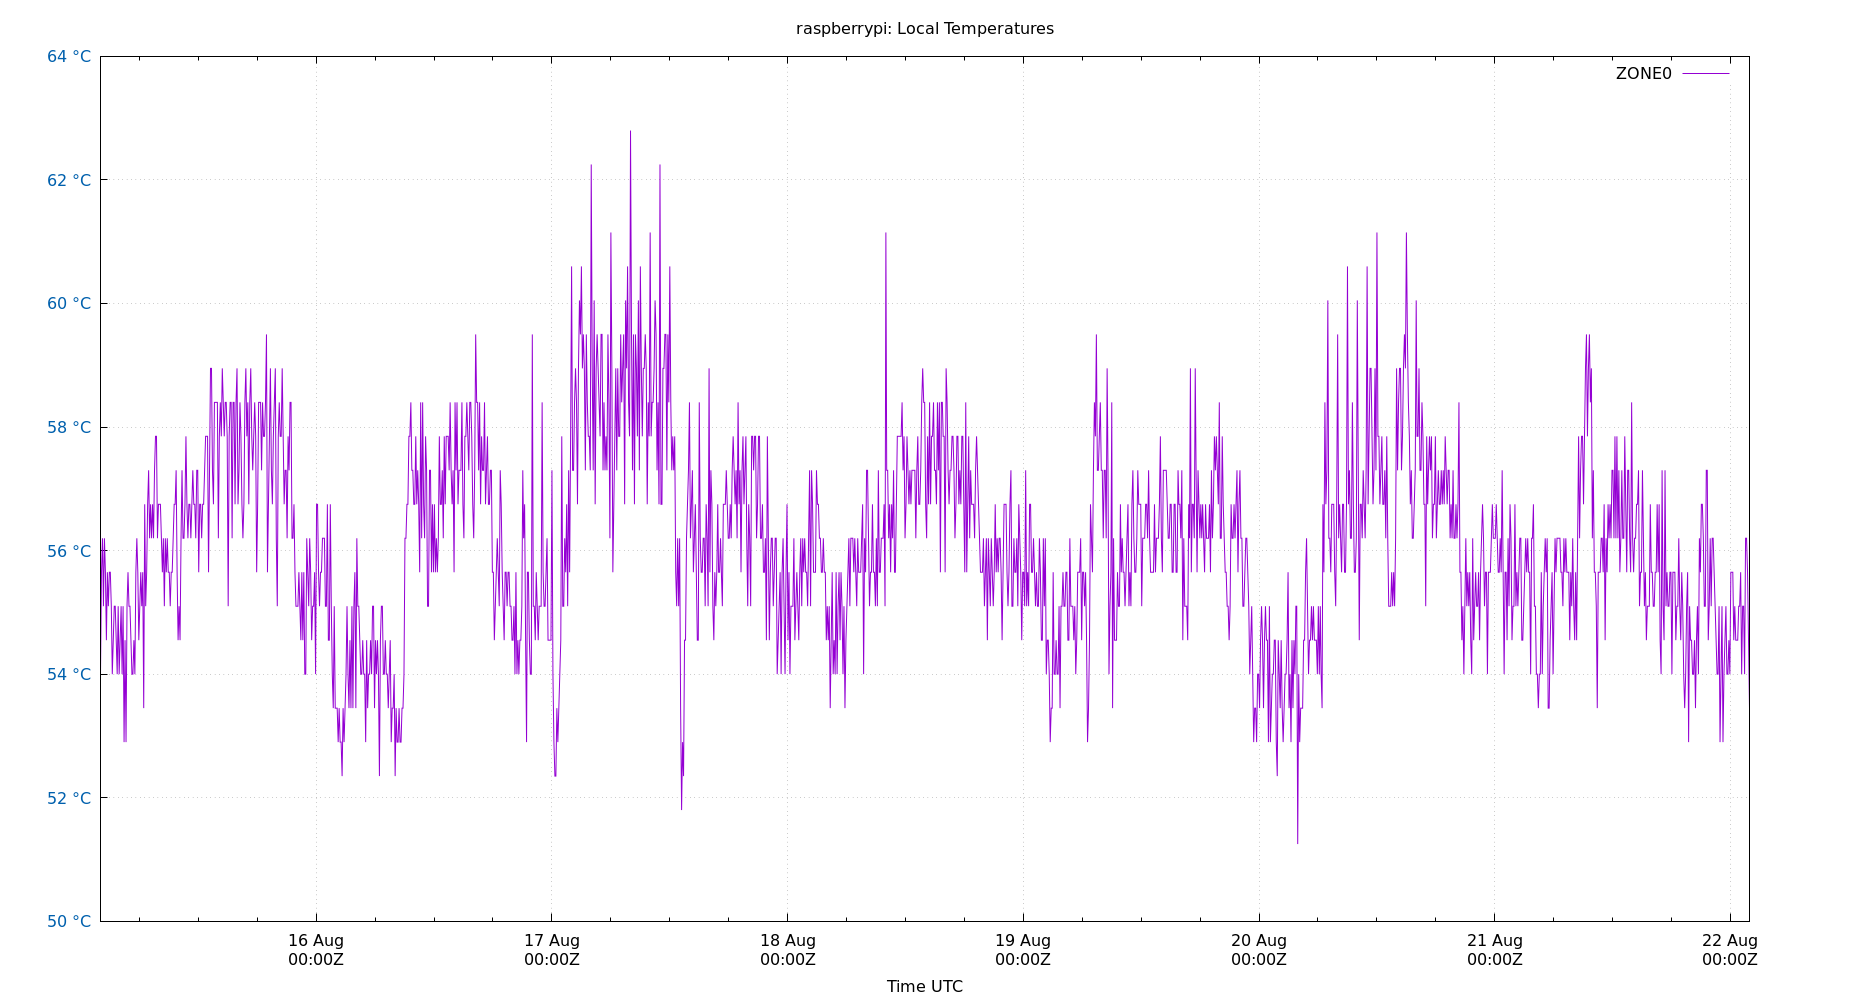 raspberrypi: Local Temperatures
64 °C
ZONE0
62 °C
60 °C
58 °C
56 °C
54 °C
52 °C
50 °C
16 Aug 17 Aug 18 Aug 19 Aug 20 Aug 21 Aug 22 Aug
00:00Z 00:00Z 00:00Z 00:00Z 00:00Z 00:00Z 00:00Z
Time UTC